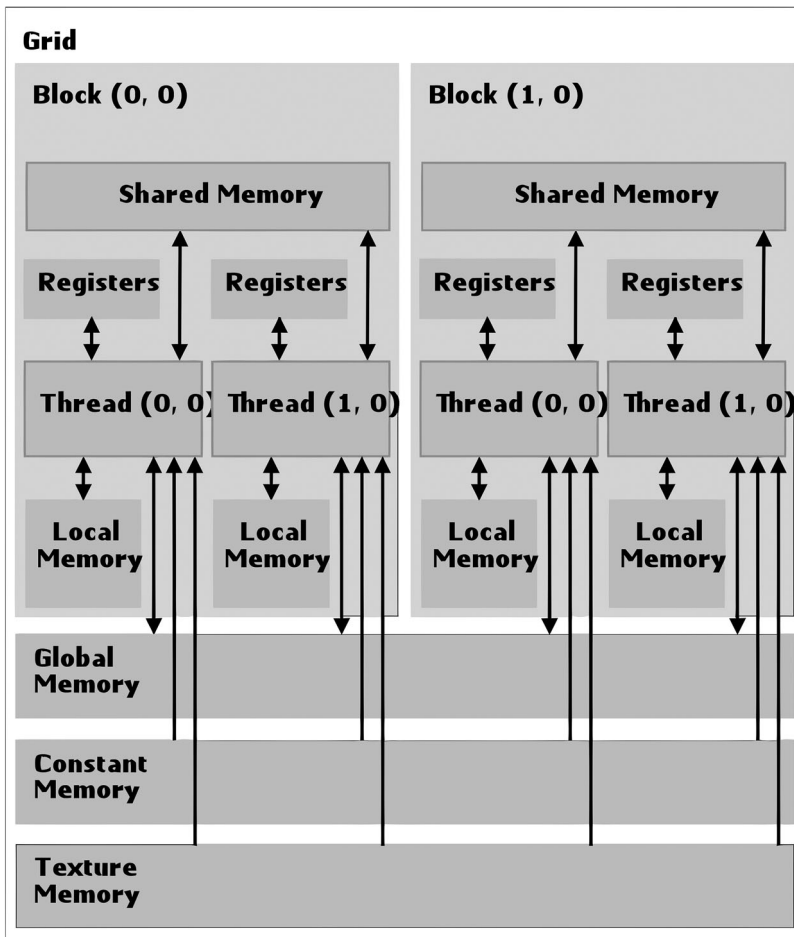 Grid
Block (0, 0)
Block (1, 0)
Shared Memory
Shared Memory
Registers
Registers
Registers
Registers
Thread (0, 0)
Thread (1, 0)
Thread (0, 0)
Thread (1, 0)
Local
Memory
Local
Memory
Local
Memory
Local
Memory
Global
Memory
Constant
Memory
Texture
Memory